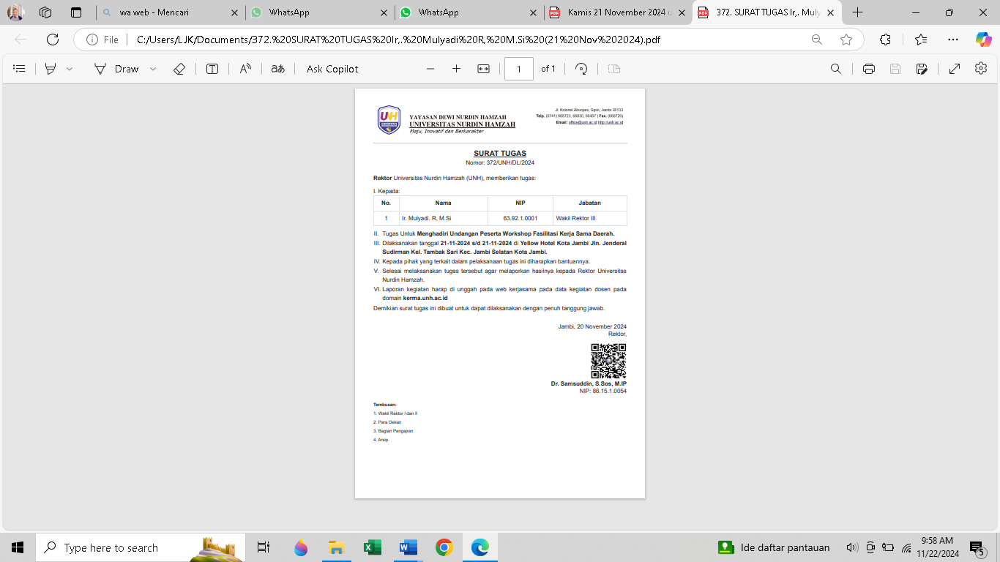 wa web - Mencari
WhatsApp
WhatsApp
Kamis 21 November 2024 u
372. SURAT TUGAS Ir,. Muly
File
C:/Users/LJK/Documents/372.%20SURAT%20TUGAS%20Ir,.%20Mulyadi%20R,%20M.Si%20(21%20Nov%202024).pdf
Draw
Ask Copilot
1
of 1
UNH
YAYASAN DEWI NURDIN HAMZAH
UNIVERSITAS NURDIN HAMZAH
Maju, Inovatif dan Berkarakter
Jl. Kolonel Abunjani, Sipin, Jambi 36133
Telp. (0741) 668723, 66830, 66407 | Fax. (668726)
Email: office@unh.ac.id http://unh.ac.id
SURAT TUGAS
Nomor: 372/UNH/DL/2024
Rektor Universitas Nurdin Hamzah (UNH), memberikan tugas:
I. Kepada:
No. Nama NIP Jabatan
1 Ir. Mulyadi. R, M.Si 63.92.1.0001 Wakil Rektor III
II. Tugas Untuk Menghadiri Undangan Peserta Workshop Fasilitasi Kerja Sama Daerah.
III. Dilaksanakan tanggal 21-11-2024 s/d 21-11-2024 di Yellow Hotel Kota Jambi Jln. Jenderal
Sudirman Kel. Tambak Sari Kec. Jambi Selatan Kota Jambi.
IV. Kepada pihak yang terkait dalam pelaksanaan tugas ini diharapkan bantuannya.
V. Selesai melaksanakan tugas tersebut agar melaporkan hasilnya kepada Rektor Universitas
Nurdin Hamzah.
VI. Laporan kegiatan harap di unggah pada web kerjasama pada data kegiatan dosen pada
domain kerma.unh.ac.id
Demikian surat tugas ini dibuat untuk dapat dilaksanakan dengan penuh tanggung jawab.
Jambi, 20 November 2024
Rektor,
Dr. Samsuddin, S.Sos, M.IP
NIP: 86.15.1.0054
Tembusan:
1. Wakil Rektor I dan II
2. Para Dekan
3. Bagian Pengajran
4. Arsip.
Type here to search
Ide daftar pantauan
9:58 AM
11/22/2024
5